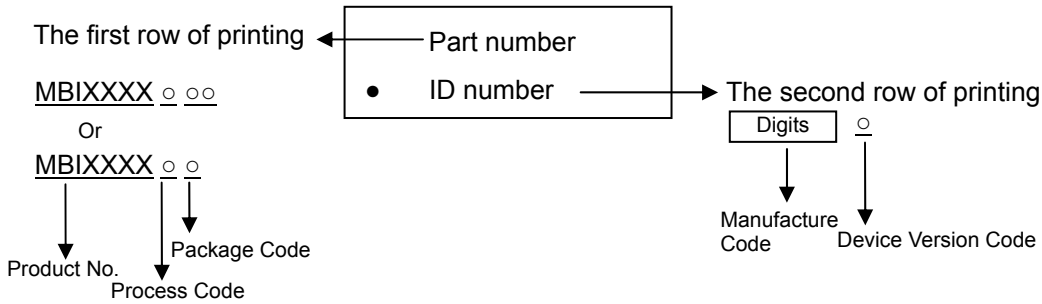 The first row of printing
Part number
ID number
The second row of printing
MBIXXXX ○ ○○
Or
MBIXXXX ○ ○
Digits ○
Product No.
Process Code
Package Code
Manufacture
Code
Device Version Code